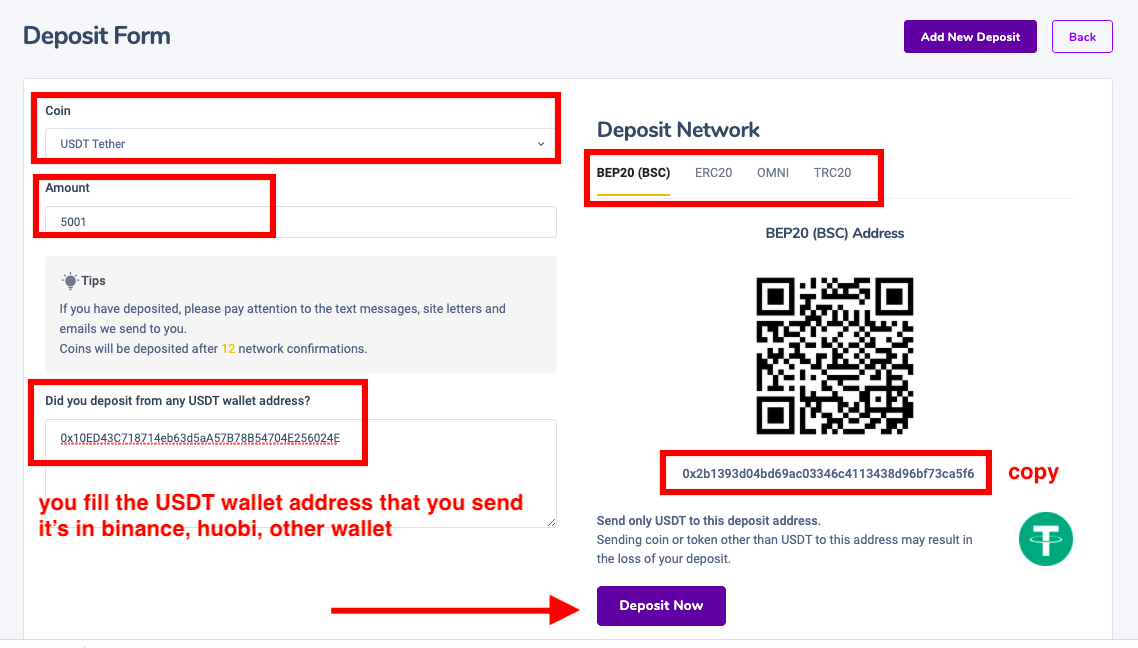 Deposit Form
Add New Deposit
Back
Coin
USDT Tether
Amount
5001
Tips
If you have deposited, please pay attention to the text messages, site letters and
emails we send to you.
Coins will be deposited after 12 network confirmations.
Did you deposit from any USDT wallet address?
0x10ED43C718714eb63d5aA57B78B54704E256024E
you fill the USDT wallet address that you send
it's in binance, huobi, other wallet
Deposit Network
BEP20 (BSC) ERC20 OMNI TRC20
BEP20 (BSC) Address
0x2b1393d04bd69ac03346c4113438d96bf73ca5f6
copy
Send only USDT to this deposit address.
Sending coin or token other than USDT to this address may result in
the loss of your deposit.
Deposit Now